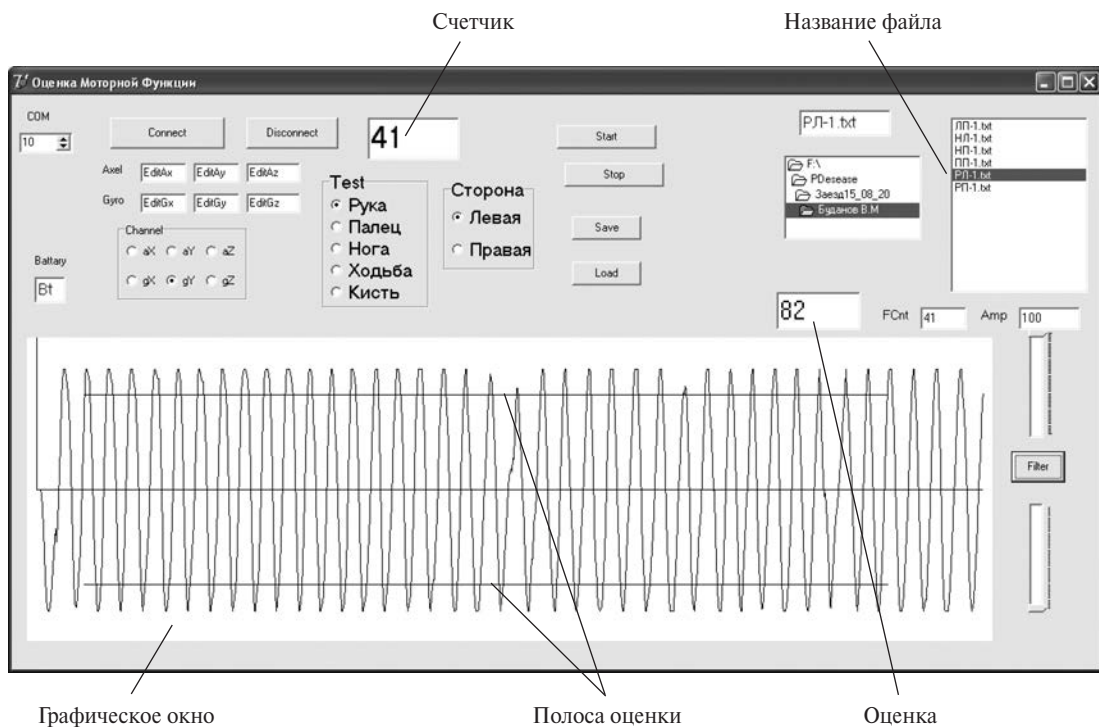 Счетчик
Название файла
Оценка Моторной Функции
COM
10
Connect
Disconnect
41
Start
РЛ-1.txt
ЛП-1.txt
НЛ-1.txt
НП-1.txt
ПП-1.txt
РЛ-1.txt
РП-1.txt
Axel
EditAx
EditAy
EditAz
Gyro
EditGx
EditGy
EditGz
Test
Рука
Палец
Нога
Ходьба
Кисть
Сторона
Левая
Правая
Stop
F:\
PDesease
Заезд15_08_20
Буданов В.М
Save
Load
Channel
aX
aY
aZ
gX
gY
gZ
Battary
Bt
82
FCnt
41
Amp
100
Filter
Графическое окно
Полоса оценки
Оценка